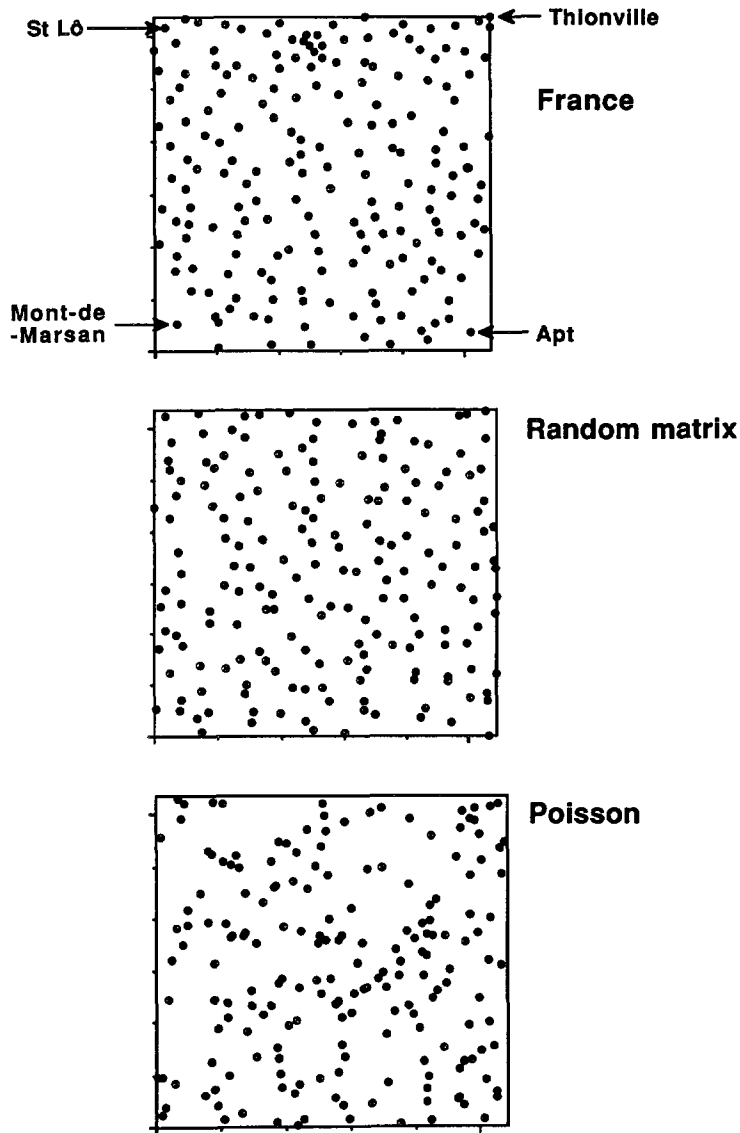 St Lô
Thionville
France
Mont-de
-Marsan
Apt
Random matrix
Poisson